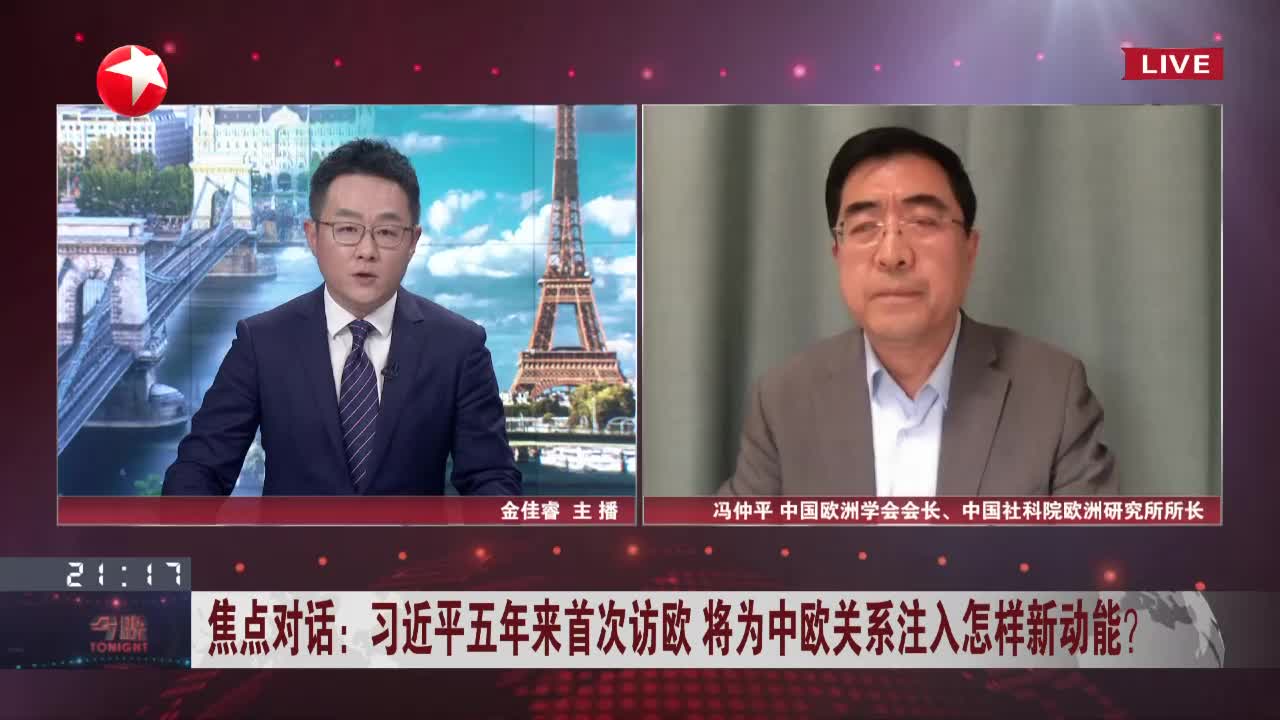 LIVE
金佳睿 主播
冯仲平 中国欧洲学会会长、中国社科院欧洲研究所所长
21:17
今晚
TONIGHT
焦点对话：习近平五年来首次访欧 将为中欧关系注入怎样新动能？